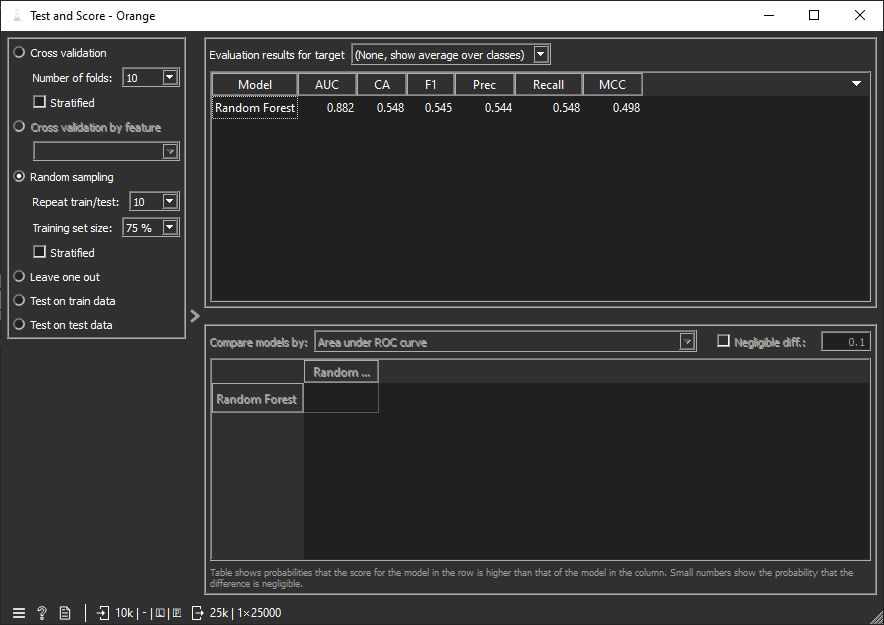 Test and Score - Orange
Cross validation
Number of folds: 10
Stratified
Cross validation by feature
Random sampling
Repeat train/test: 10
Training set size: 75 %
Stratified
Leave one out
Test on train data
Test on test data
Evaluation results for target (None, show average over classes)
Model AUC CA F1 Prec Recall MCC
Random Forest 0.882 0.548 0.545 0.544 0.548 0.498
Compare models by: Area under ROC curve Negligible diff.: 0.1
Random ...
Random Forest
Table shows probabilities that the score for the model in the row is higher than that of the model in the column. Small numbers show the probability that the
difference is negligible.
10k | - | L | P 25k | 1×25000